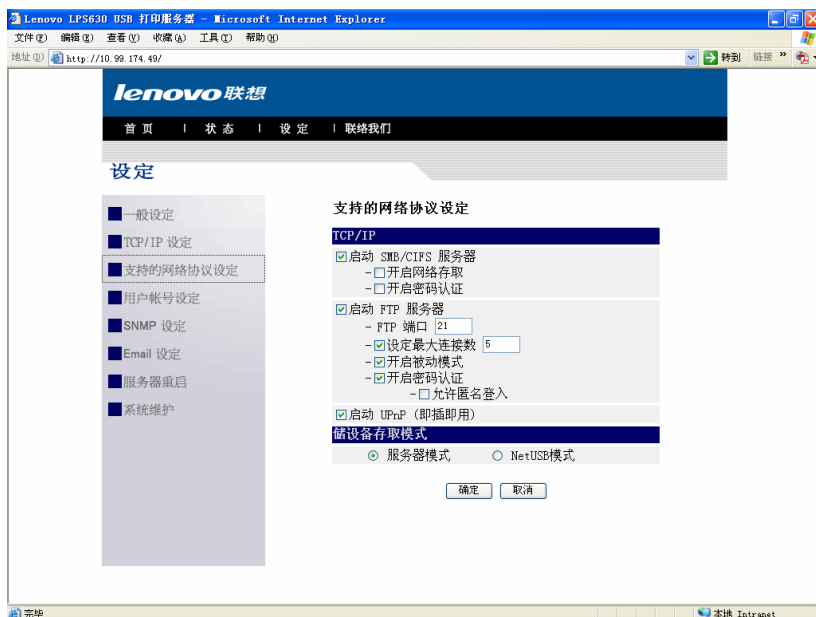 Lenovo LPS630 USB 打印服务器 - Microsoft Internet Explorer
文件(F) 编辑(E) 查看(V) 收藏(A) 工具(T) 帮助(H)
地址(D) http://10.99.174.49/ 转到 链接 »
lenovo联想
首 页 | 状 态 | 设 定 | 联络我们
设定
一般设定
TCP/IP 设定
支持的网络协议设定
用户帐号设定
SNMP 设定
Email 设定
服务器重启
系统维护
支持的网络协议设定
TCP/IP
启动 SMB/CIFS 服务器
-开启网络存取
-开启密码认证
启动 FTP 服务器
- FTP 端口 21
-设定最大连接数 5
-开启被动模式
-开启密码认证
-允许匿名登入
启动 UPnP (即插即用)
储设备存取模式
服务器模式 NetUSB模式
确定 取消
完毕 本地 Intranet